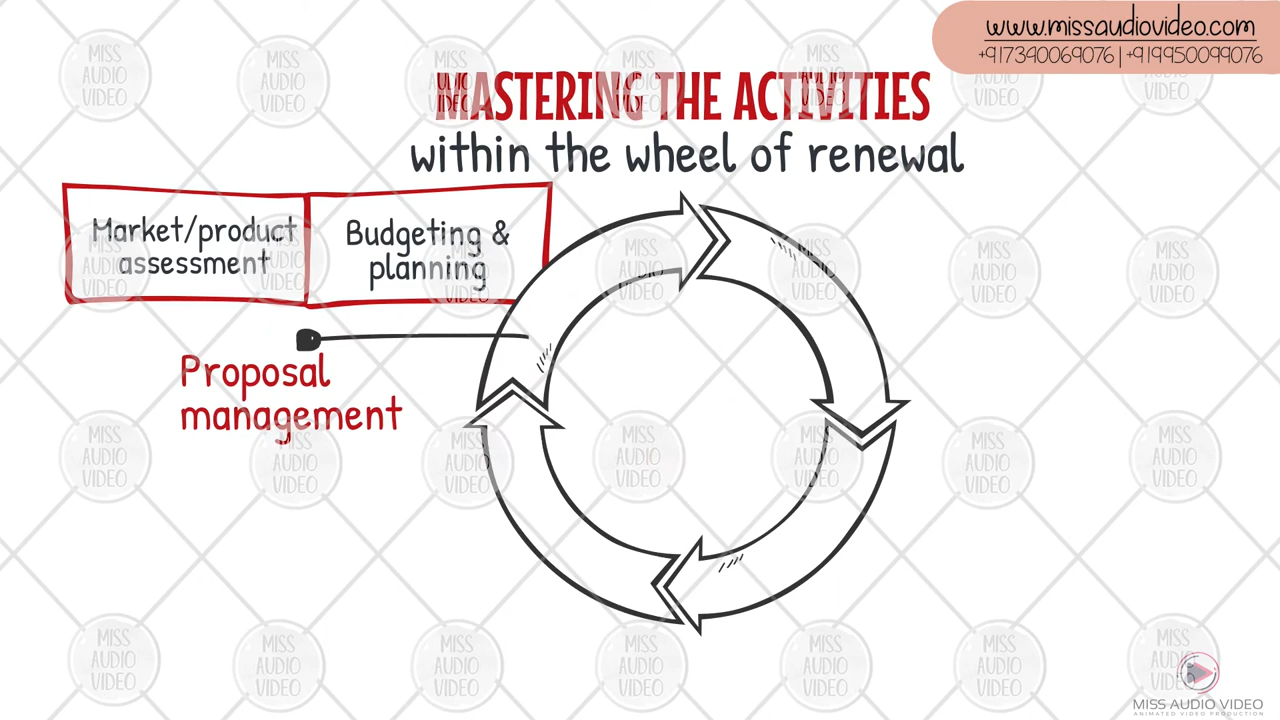 www.missaudiovideo.com
+917340069076 | +919950099076
MASTERING THE ACTIVITIES
within the wheel of renewal
Market/product
assessment
Budgeting &
planning
Proposal
management
MISS AUDIO VIDEO
ANIMATED VIDEO PRODUCTION